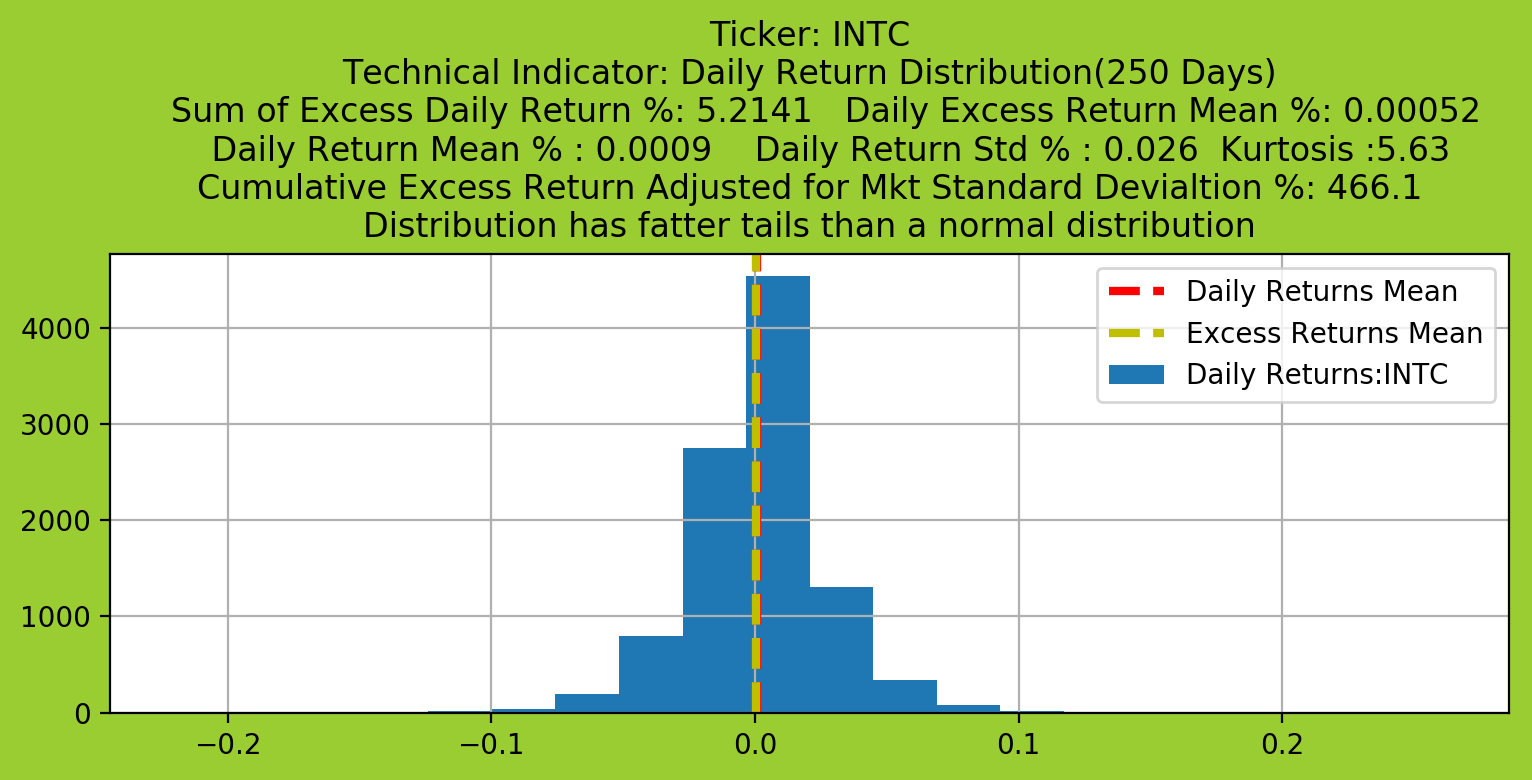 Ticker: INTC
Technical Indicator: Daily Return Distribution(250 Days)
Sum of Excess Daily Return %: 5.2141   Daily Excess Return Mean %: 0.00052
Daily Return Mean % : 0.0009    Daily Return Std % : 0.026  Kurtosis :5.63
Cumulative Excess Return Adjusted for Mkt Standard Devialtion %: 466.1
Distribution has fatter tails than a normal distribution
Daily Returns Mean
Excess Returns Mean
Daily Returns:INTC
4000
3000
2000
1000
0
−0.2 −0.1 0.0 0.1 0.2